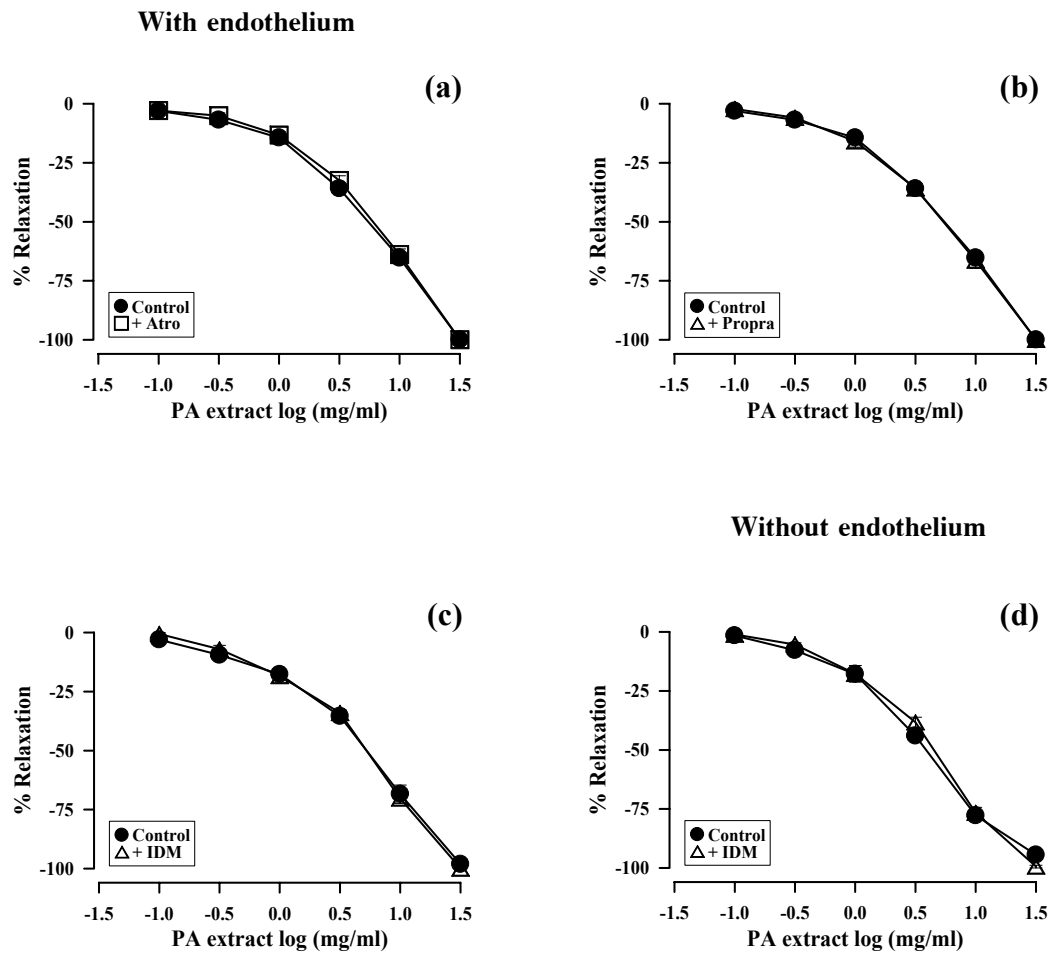 With endothelium
(a)
0
-25
-50
-75
-100
% Relaxation
Control
+ Atro
-1.5 -1.0 -0.5 0.0 0.5 1.0 1.5
PA extract log (mg/ml)
(b)
0
-25
-50
-75
-100
% Relaxation
Control
+ Propra
-1.5 -1.0 -0.5 0.0 0.5 1.0 1.5
PA extract log (mg/ml)
(c)
0
-25
-50
-75
-100
% Relaxation
Control
+ IDM
-1.5 -1.0 -0.5 0.0 0.5 1.0 1.5
PA extract log (mg/ml)
Without endothelium
(d)
0
-25
-50
-75
-100
% Relaxation
Control
+ IDM
-1.5 -1.0 -0.5 0.0 0.5 1.0 1.5
PA extract log (mg/ml)